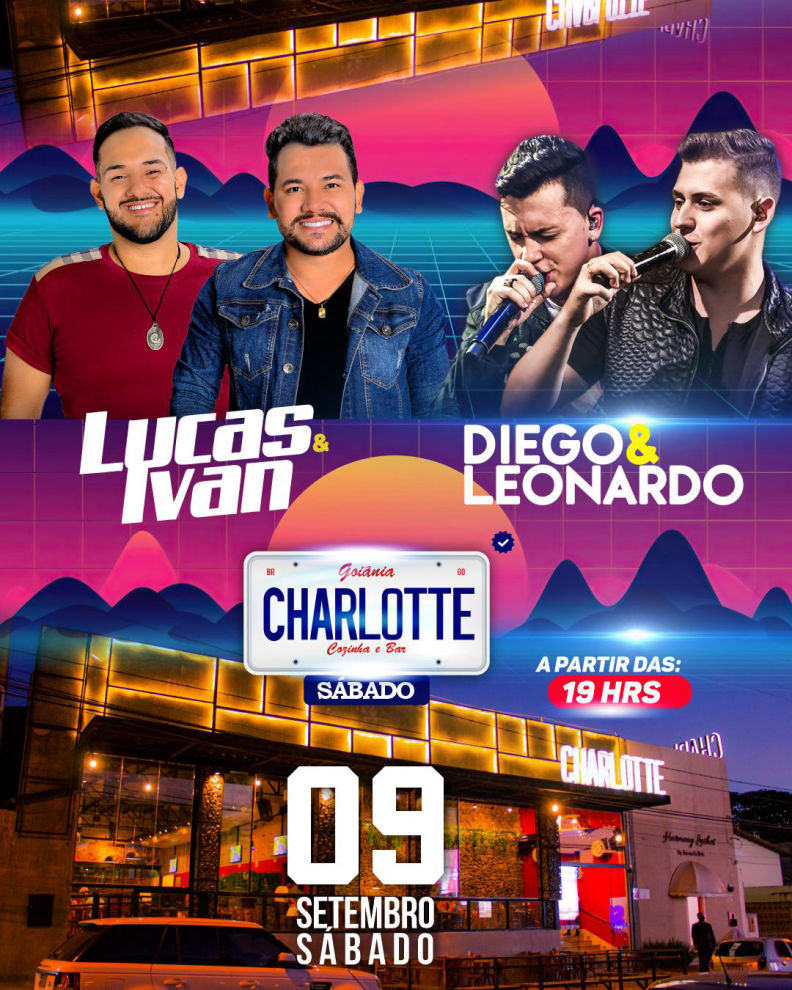 CHARLOTTE
Lucas &
Ivan
DIEGO&
LEONARDO
BR Goiânia GO
CHARLOTTE
Cozinha e Bar
SÁBADO
A PARTIR DAS:
19 HRS
CHARLOTTE
09
SETEMBRO
SÁBADO